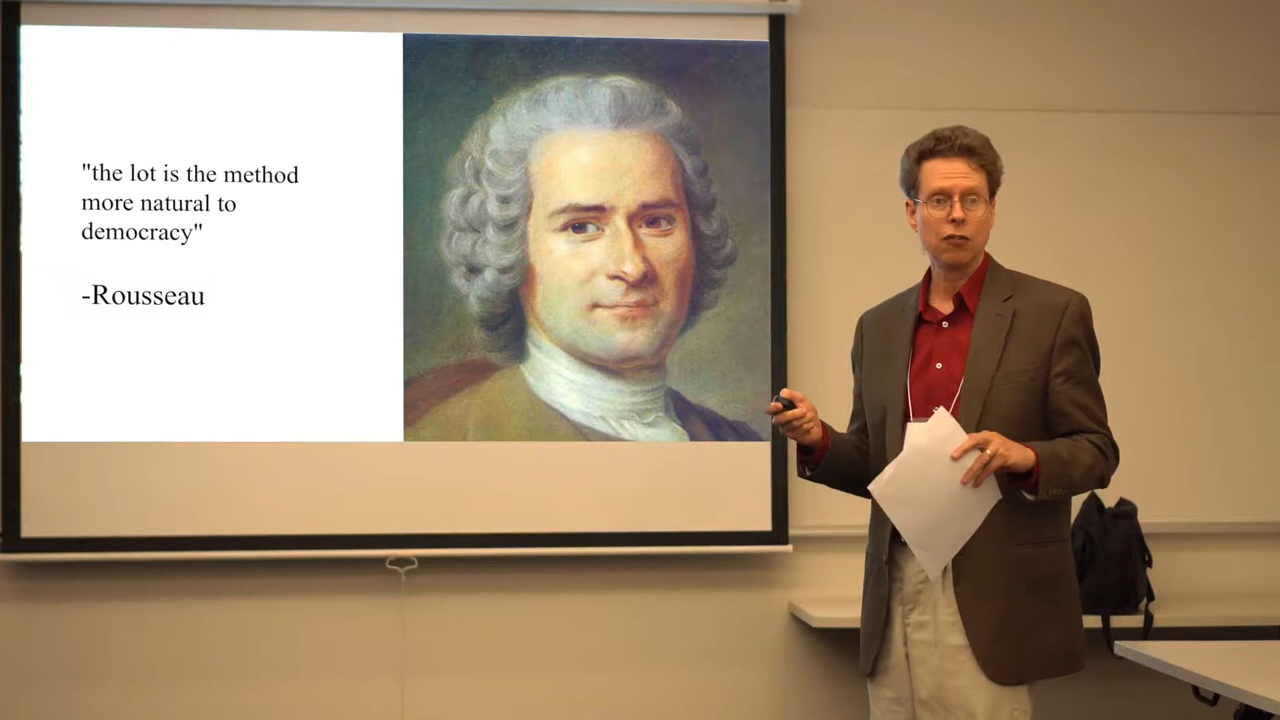 "the lot is the method
more natural to
democracy"
-Rousseau